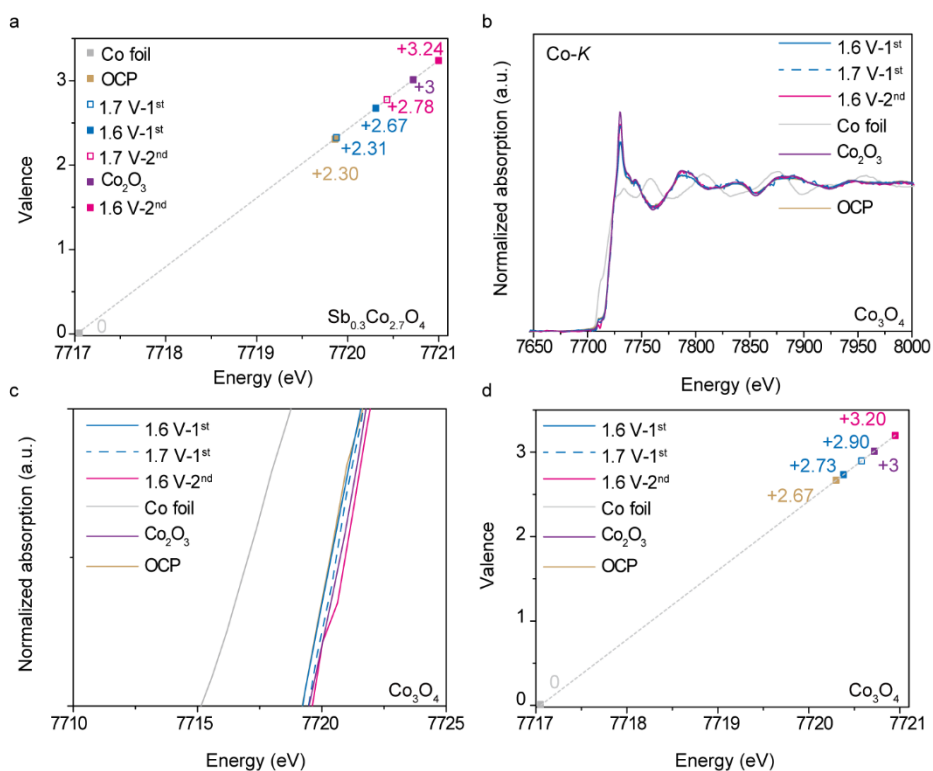 a
Valence
3
2
1
0
Co foil
OCP
1.7 V-1st
1.6 V-1st
1.7 V-2nd
Co2O3
1.6 V-2nd
+3.24
+3
+2.78
+2.67
+2.31
+2.30
0
Sb0.3Co2.7O4
7717 7718 7719 7720 7721
Energy (eV)
b
Normalized absorption (a.u.)
Co-K
1.6 V-1st
1.7 V-1st
1.6 V-2nd
Co foil
Co2O3
OCP
Co3O4
7650 7700 7750 7800 7850 7900 7950 8000
Energy (eV)
c
Normalized absorption (a.u.)
1.6 V-1st
1.7 V-1st
1.6 V-2nd
Co foil
Co2O3
OCP
Co3O4
7710 7715 7720 7725
Energy (eV)
d
Valence
3
2
1
0
1.6 V-1st
1.7 V-1st
1.6 V-2nd
Co foil
Co2O3
OCP
+3.20
+2.90
+2.73
+3
+2.67
0
Co3O4
7717 7718 7719 7720 7721
Energy (eV)